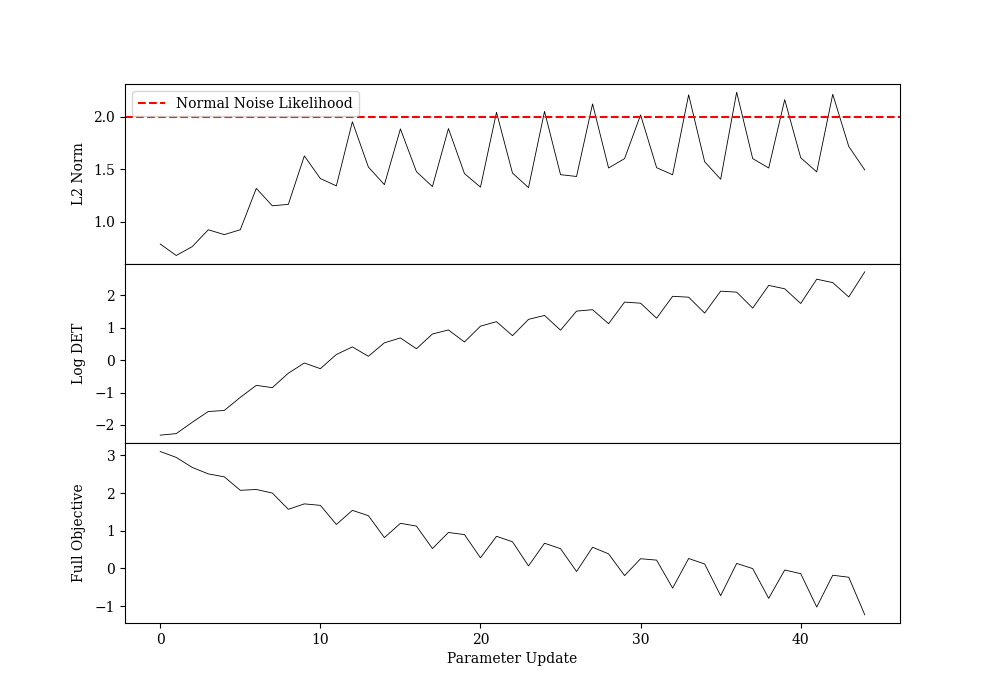 Normal Noise Likelihood
2.0
1.5
1.0
L2 Norm
2
1
0
−1
−2
Log DET
3
2
1
0
−1
Full Objective
0 10 20 30 40
Parameter Update